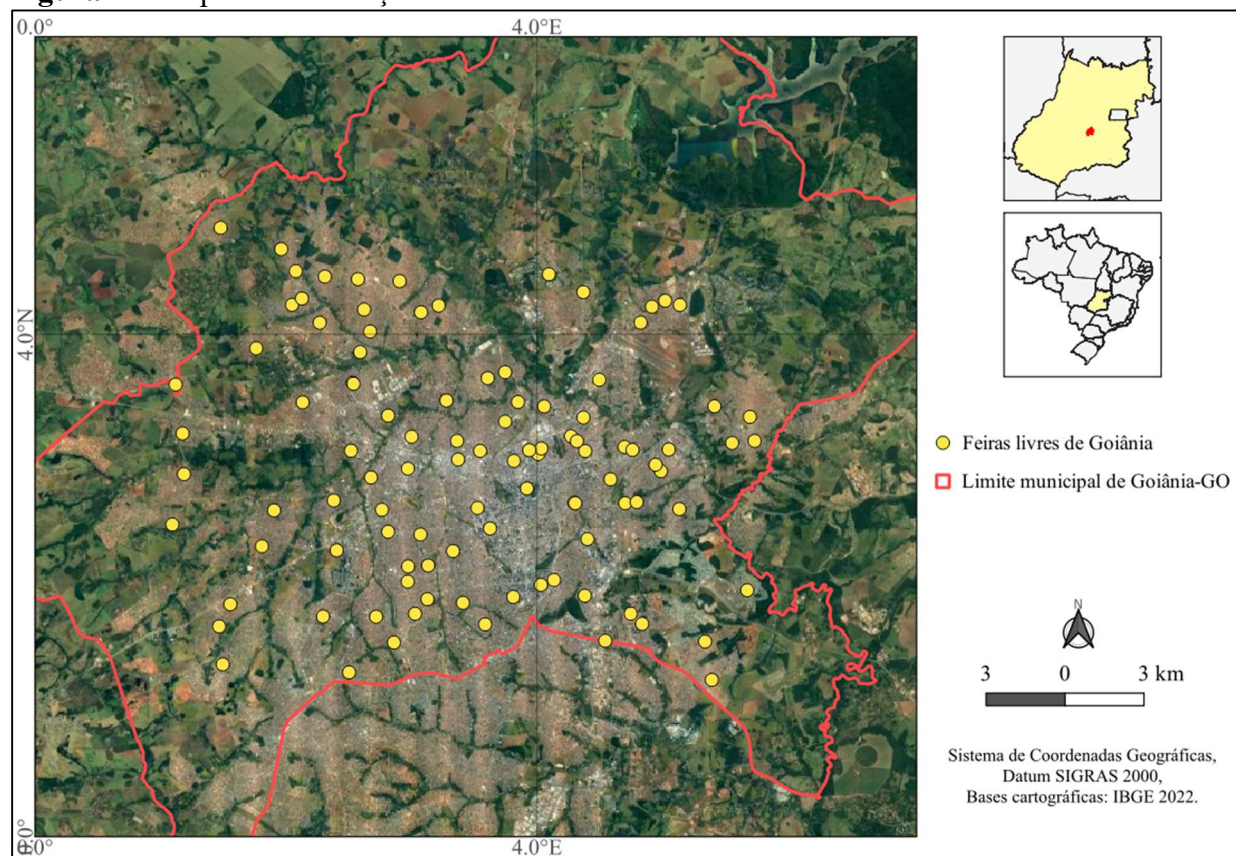 0.0°
4.0°E
4.0°N
Feiras livres de Goiânia
Limite municipal de Goiânia-GO
N
3 0 3 km
Sistema de Coordenadas Geográficas,
Datum SIGRAS 2000,
Bases cartográficas: IBGE 2022.
0.0°
4.0°E